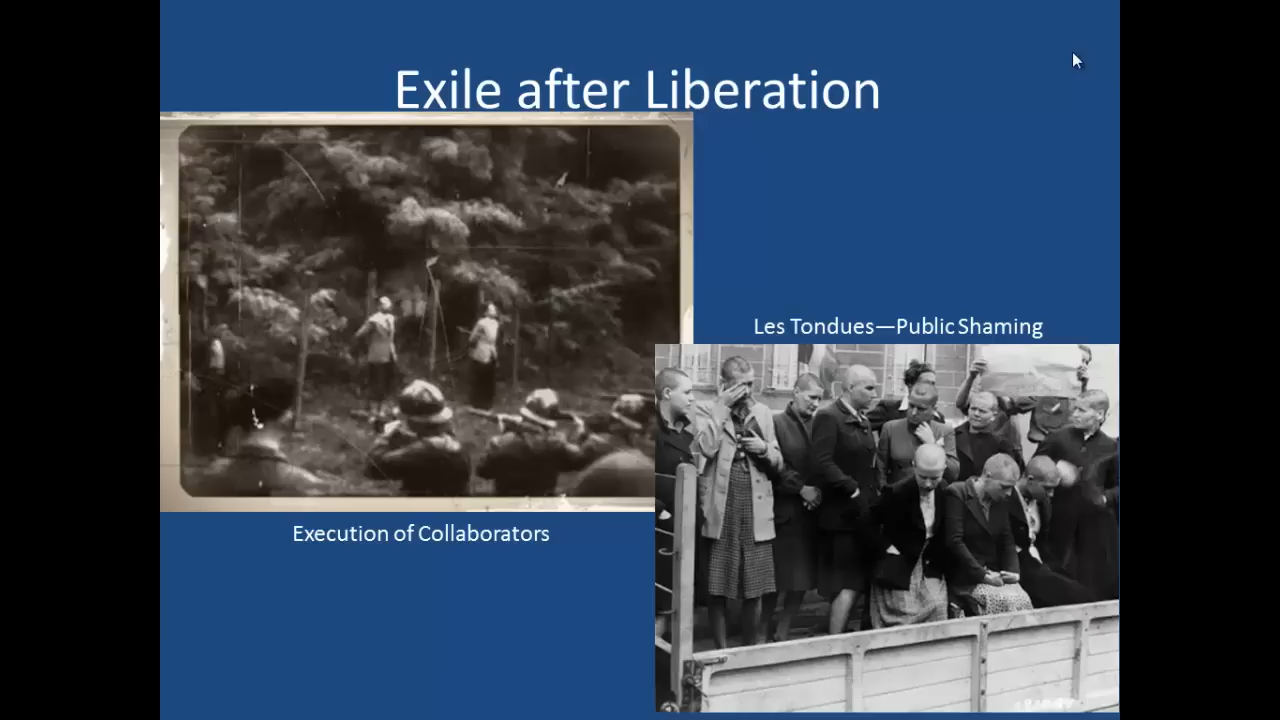 Exile after Liberation
Les Tondues—Public Shaming
Execution of Collaborators